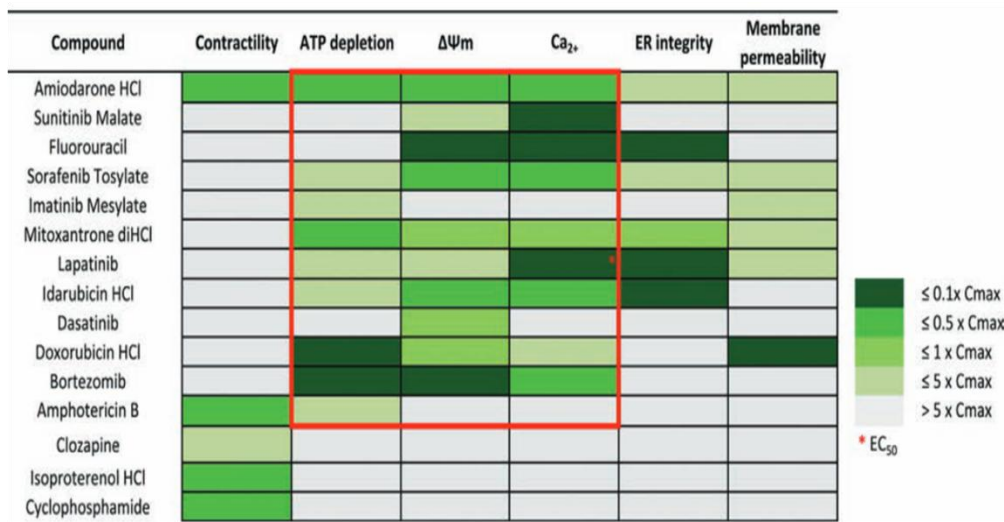 Compound Contractility ATP depletion ΔΨm Ca2+ ER integrity Membrane permeability
Amiodarone HCl
Sunitinib Malate
Fluorouracil
Sorafenib Tosylate
Imatinib Mesylate
Mitoxantrone diHCl
Lapatinib *
Idarubicin HCl
Dasatinib
Doxorubicin HCl
Bortezomib
Amphotericin B
Clozapine
Isoproterenol HCl
Cyclophosphamide
≤ 0.1x Cmax
≤ 0.5 x Cmax
≤ 1 x Cmax
≤ 5 x Cmax
> 5 x Cmax
* EC50